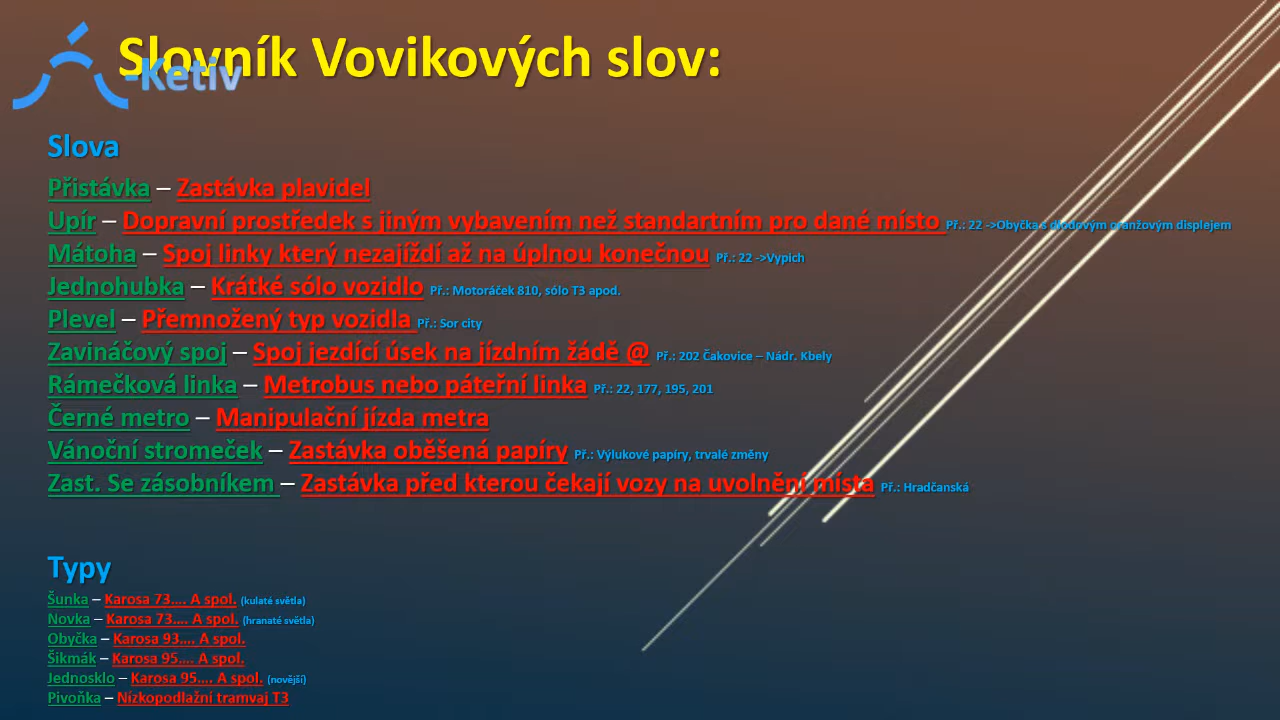 Slovník Vovikových slov:
-Ketiv
Slova
Přistávka – Zastávka plavidel
Upír – Dopravní prostředek s jiným vybavením než standartním pro dané místo Př.: 22 ->Obyčka s diodovým oranžovým displejem
Mátoha – Spoj linky který nezajíždí až na úplnou konečnou Př.: 22 ->Vypich
Jednohubka – Krátké sólo vozidlo Př.: Motoráček 810, sólo T3 apod.
Plevel – Přemnožený typ vozidla Př.: Sor city
Zavináčový spoj – Spoj jezdící úsek na jízdním žádě @ Př.: 202 Čakovice – Nádr. Kbely
Rámečková linka – Metrobus nebo páteřní linka Př.: 22, 177, 195, 201
Černé metro – Manipulační jízda metra
Vánoční stromeček – Zastávka oběšená papíry Př.: Výlukové papíry, trvalé změny
Zast. Se zásobníkem – Zastávka před kterou čekají vozy na uvolnění místa Př.: Hradčanská
Typy
Šunka – Karosa 73…. A spol. (kulaté světla)
Novka – Karosa 73…. A spol. (hranaté světla)
Obyčka – Karosa 93…. A spol.
Šikmák – Karosa 95…. A spol.
Jednosklo – Karosa 95…. A spol. (novější)
Pivoňka – Nízkopodlažní tramvaj T3